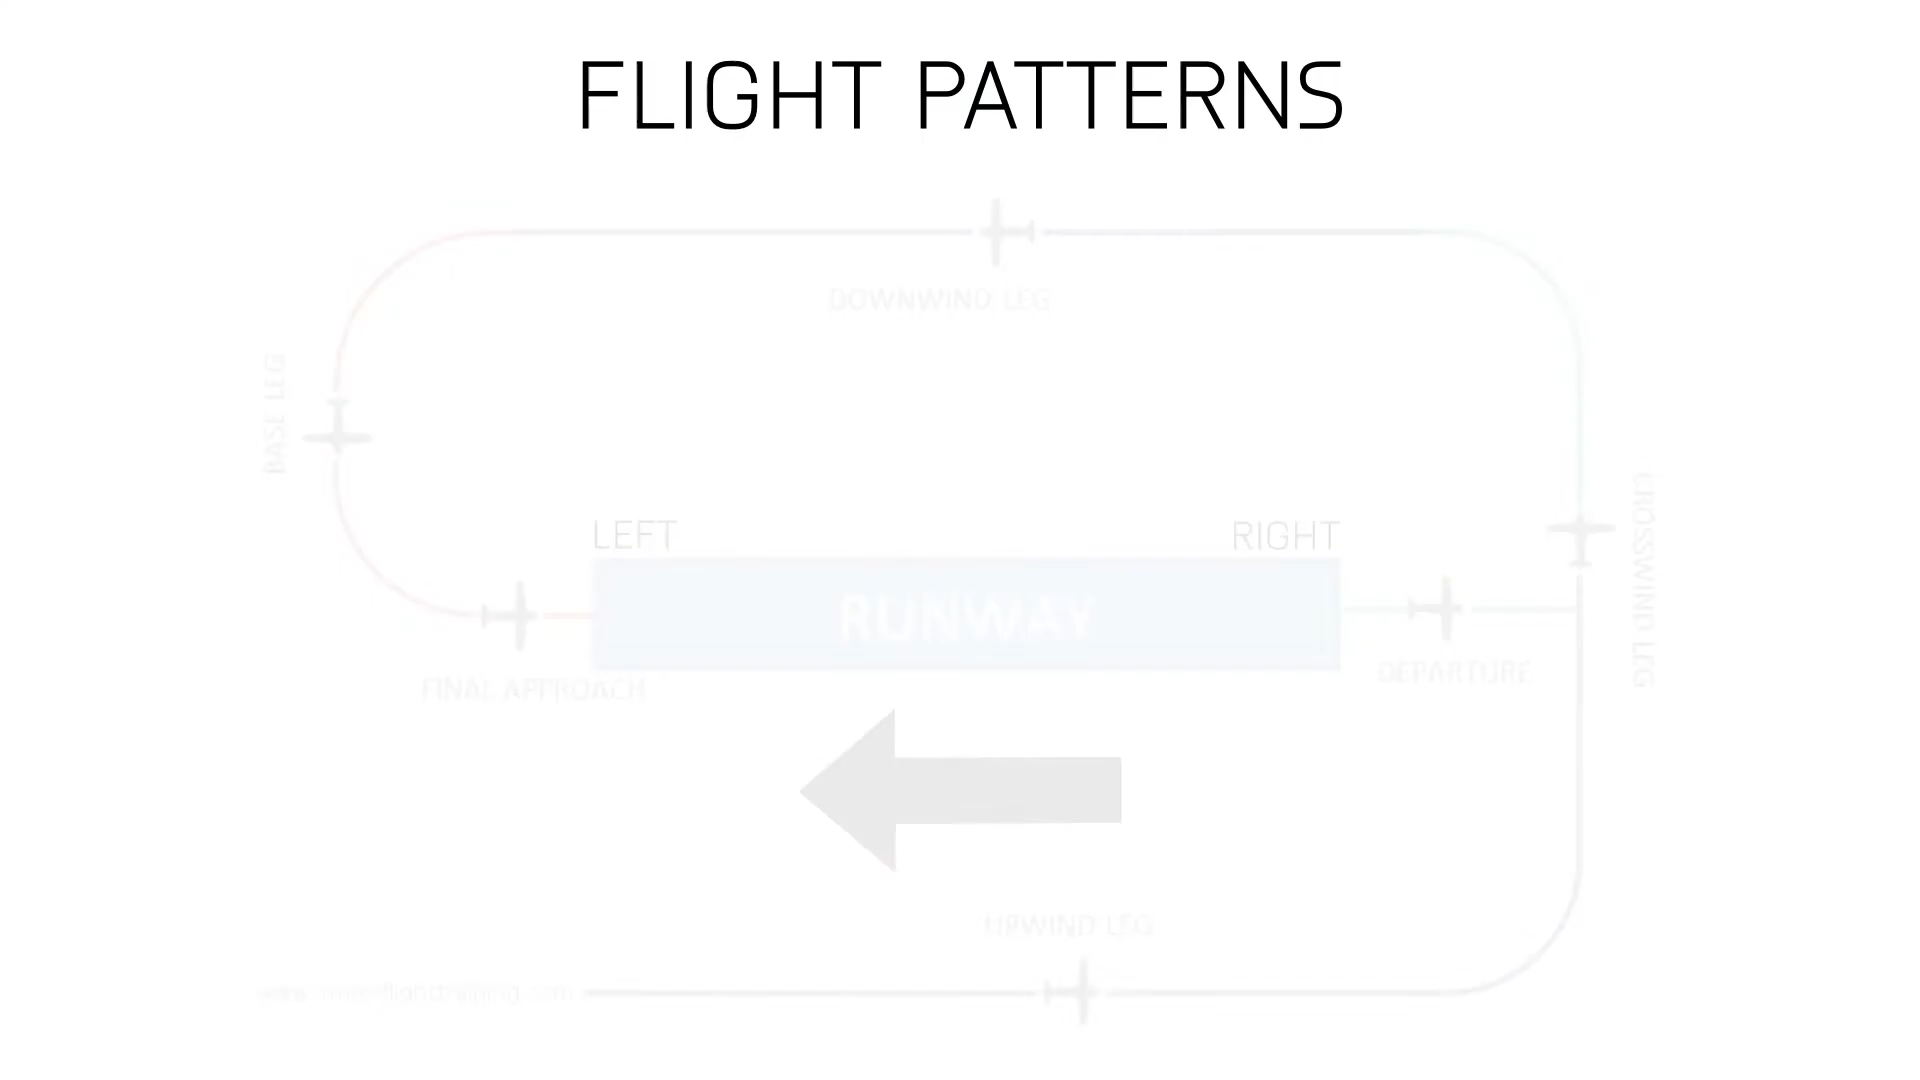 FLIGHT PATTERNS
DOWNWIND LEG
BASE LEG
LEFT
RIGHT
RUNWAY
CROSSWIND LEG
FINAL APPROACH
DEPARTURE
UPWIND LEG